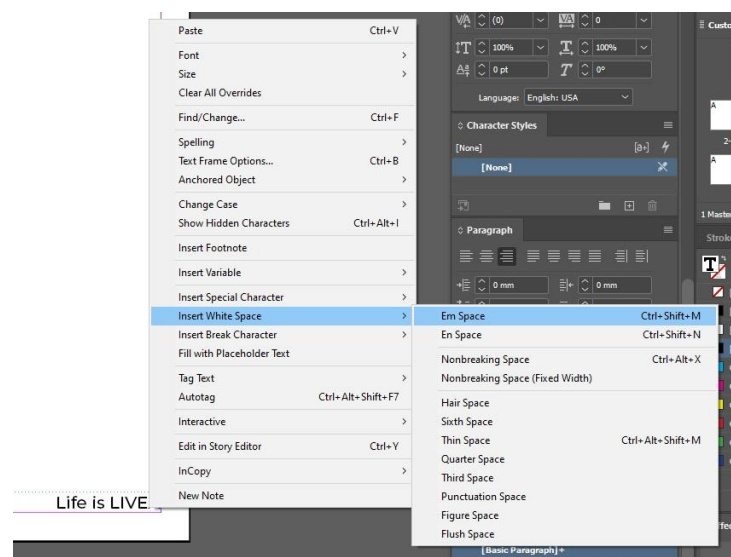 Paste Ctrl+V
Font
Size
Clear All Overrides
Find/Change... Ctrl+F
Spelling
Text Frame Options... Ctrl+B
Anchored Object
Change Case
Show Hidden Characters Ctrl+Alt+I
Insert Footnote
Insert Variable
Insert Special Character
Insert White Space
Insert Break Character
Fill with Placeholder Text
Tag Text
Autotag Ctrl+Alt+Shift+F7
Interactive
Edit in Story Editor Ctrl+Y
InCopy
New Note
Em Space Ctrl+Shift+M
En Space Ctrl+Shift+N
Nonbreaking Space Ctrl+Alt+X
Nonbreaking Space (Fixed Width)
Hair Space
Sixth Space
Thin Space Ctrl+Alt+Shift+M
Quarter Space
Third Space
Punctuation Space
Figure Space
Flush Space
Life is LIVE
V/A (0) VA 0
100% 100%
0 pt 0°
Language: English: USA
Character Styles
[None] [a+]
[None]
Paragraph
0 mm 0 mm
[Basic Paragraph]+
A
A
1 Maste
Strok